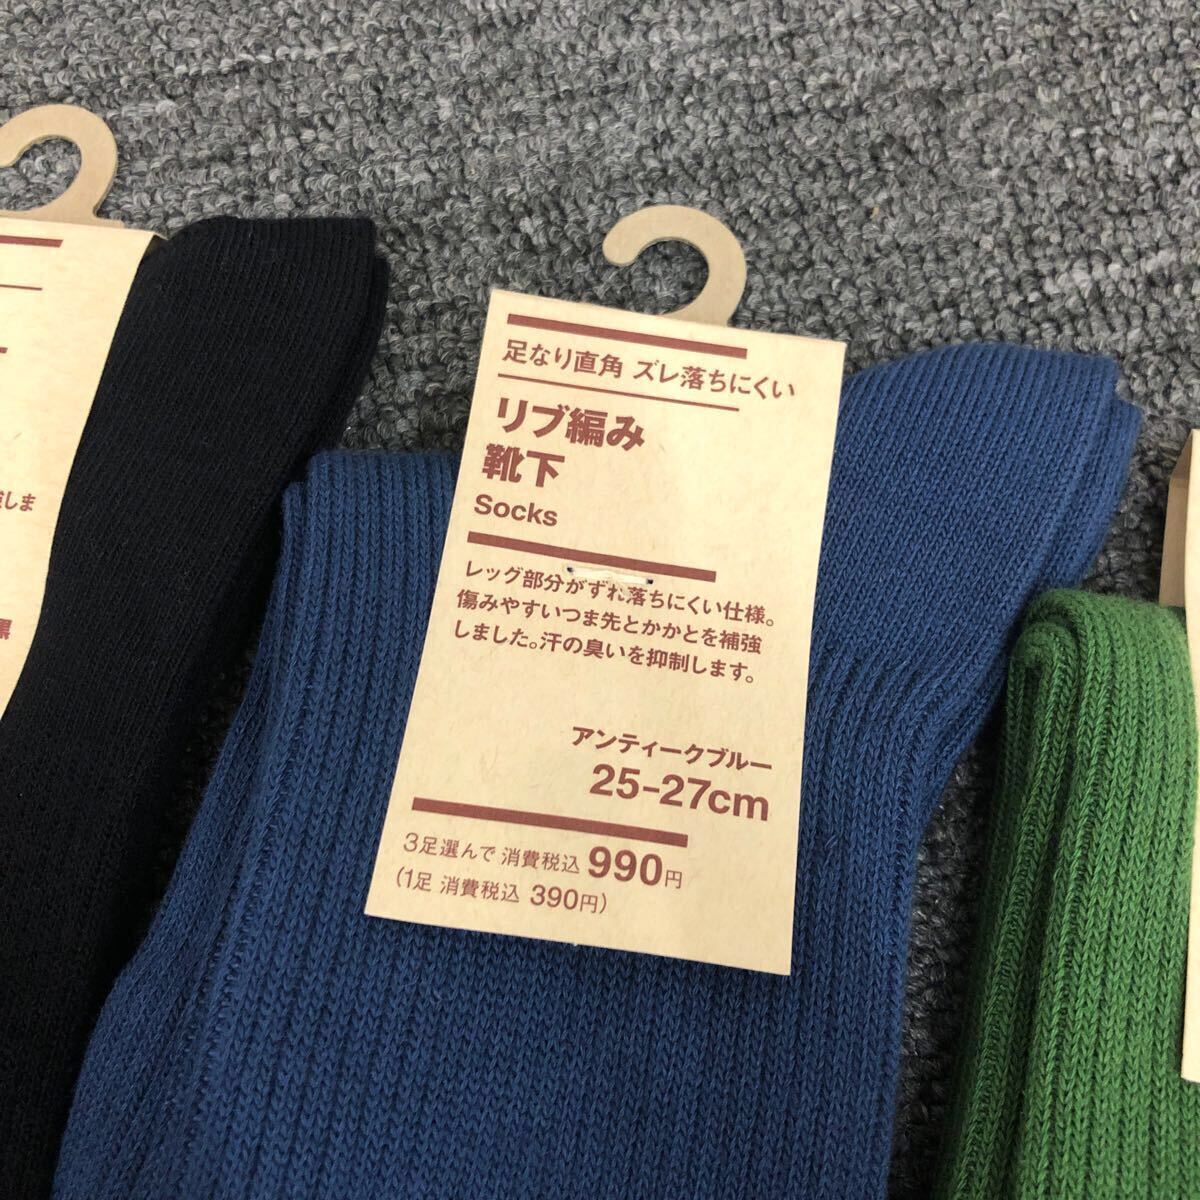 強しま
黒
足なり直角 ズレ落ちにくい
リブ編み
靴下
Socks
レッグ部分がずれ落ちにくい仕様。
傷みやすいつま先とかかとを補強
しました。汗の臭いを抑制します。
アンティークブルー
25-27cm
3足選んで 消費税込 990円
(1足 消費税込 390円)